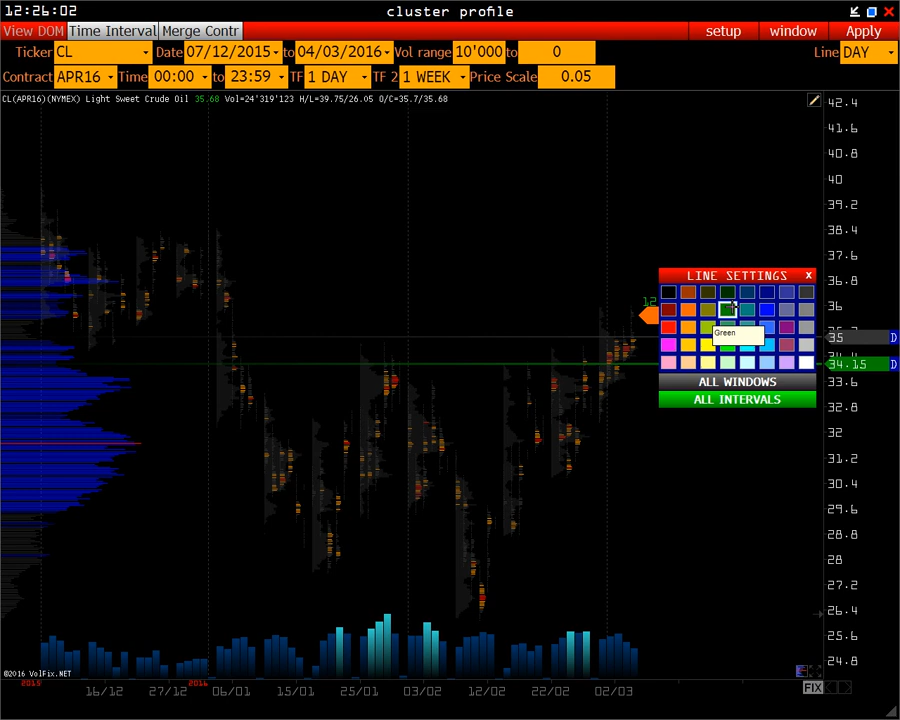 12:26:02 cluster profile
View DOM Time Interval Merge Contr setup window Apply
Ticker CL Date 07/12/2015 to 04/03/2016 Vol range 10'000 to 0 Line DAY
Contract APR16 Time 00:00 to 23:59 TF 1 DAY TF 2 1 WEEK Price Scale 0.05
CL(APR16)(NYMEX) Light Sweet Crude Oil 35.68 Vol=24'319'123 H/L=39.75/26.05 O/C=35.7/35.68
42.4
41.6
40.8
40
39.2
38.4
37.6
LINE SETTINGS x
36.8
12
36
Green
35 D
34.15 D
ALL WINDOWS
33.6
ALL INTERVALS
32.8
32
31.2
30.4
29.6
28.8
28
27.2
26.4
25.6
24.8
©2016 VolFix.NET
2015 2016
16/12 27/12 06/01 15/01 25/01 03/02 12/02 22/02 02/03 FIX